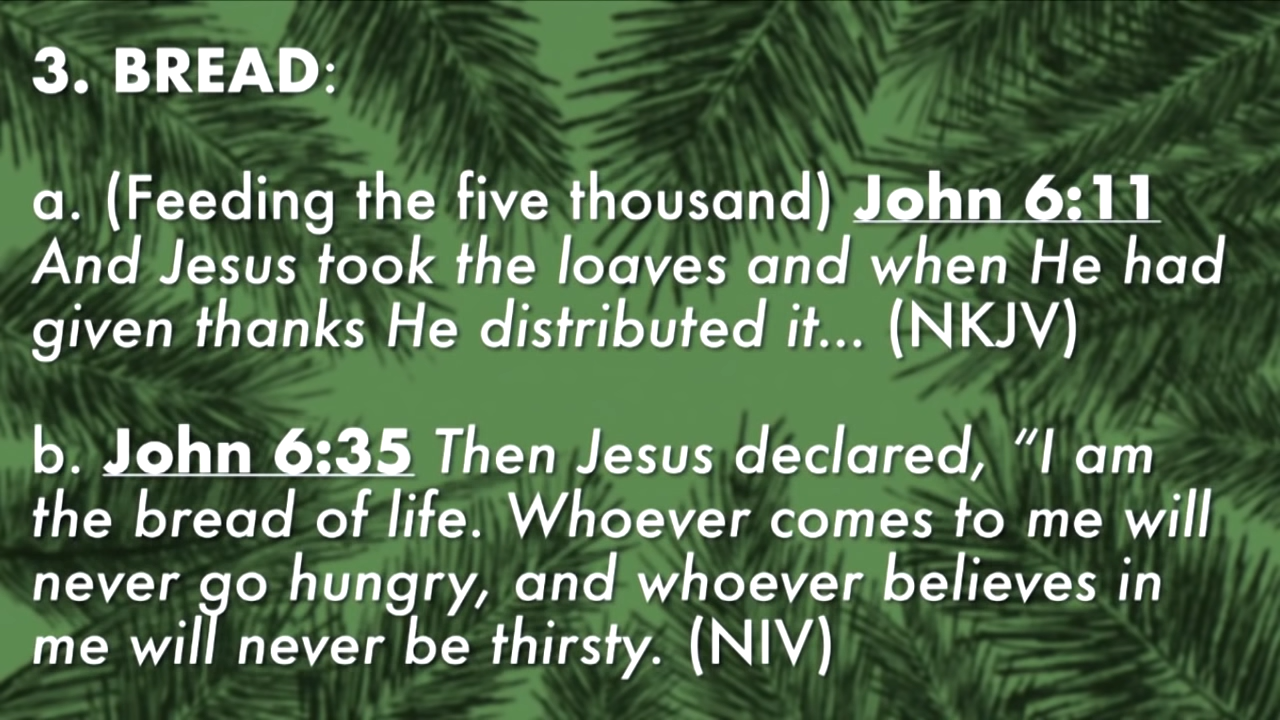 3. BREAD:
a. (Feeding the five thousand) John 6:11
And Jesus took the loaves and when He had
given thanks He distributed it... (NKJV)
b. John 6:35 Then Jesus declared, “I am
the bread of life. Whoever comes to me will
never go hungry, and whoever believes in
me will never be thirsty. (NIV)